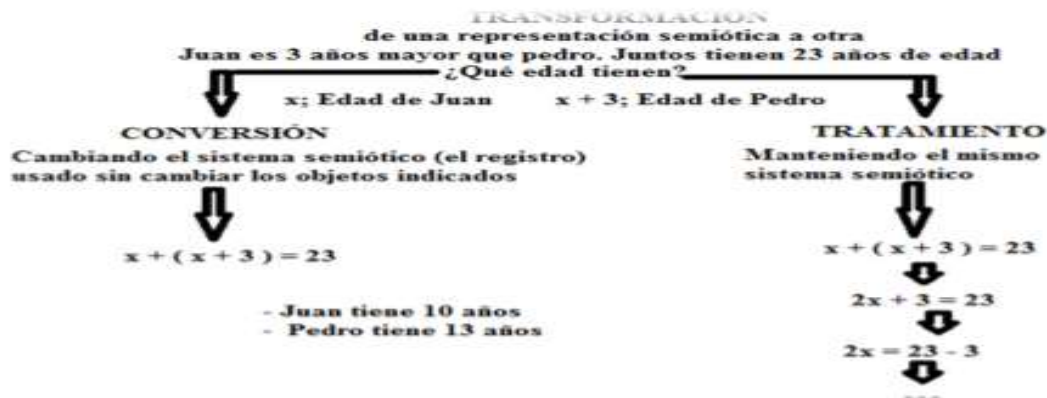 TRANSFORMACIÓN
de una representación semiótica a otra
Juan es 3 años mayor que pedro. Juntos tienen 23 años de edad
¿Qué edad tienen?
x; Edad de Juan x + 3; Edad de Pedro
CONVERSIÓN
Cambiando el sistema semiótico (el registro)
usado sin cambiar los objetos indicados
x + ( x + 3 ) = 23
- Juan tiene 10 años
- Pedro tiene 13 años
TRATAMIENTO
Manteniendo el mismo
sistema semiótico
x + ( x + 3 ) = 23
2x + 3 = 23
2x = 23 - 3